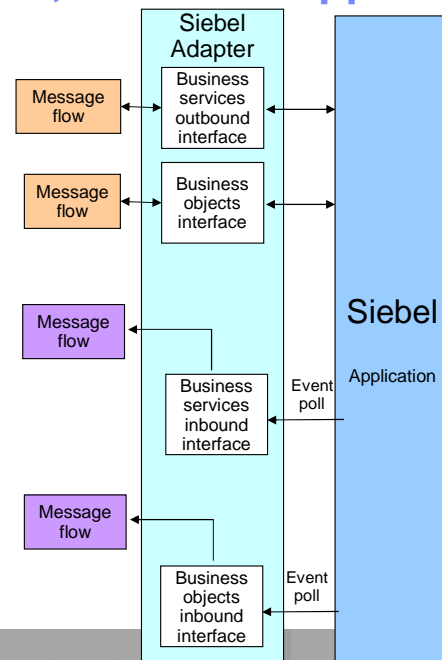 Siebel
Adapter
Message
flow
Business
services
outbound
interface
Message
flow
Business
objects
interface
Siebel
Application
Message
flow
Business
services
inbound
interface
Event
poll
Message
flow
Business
objects
inbound
interface
Event
poll